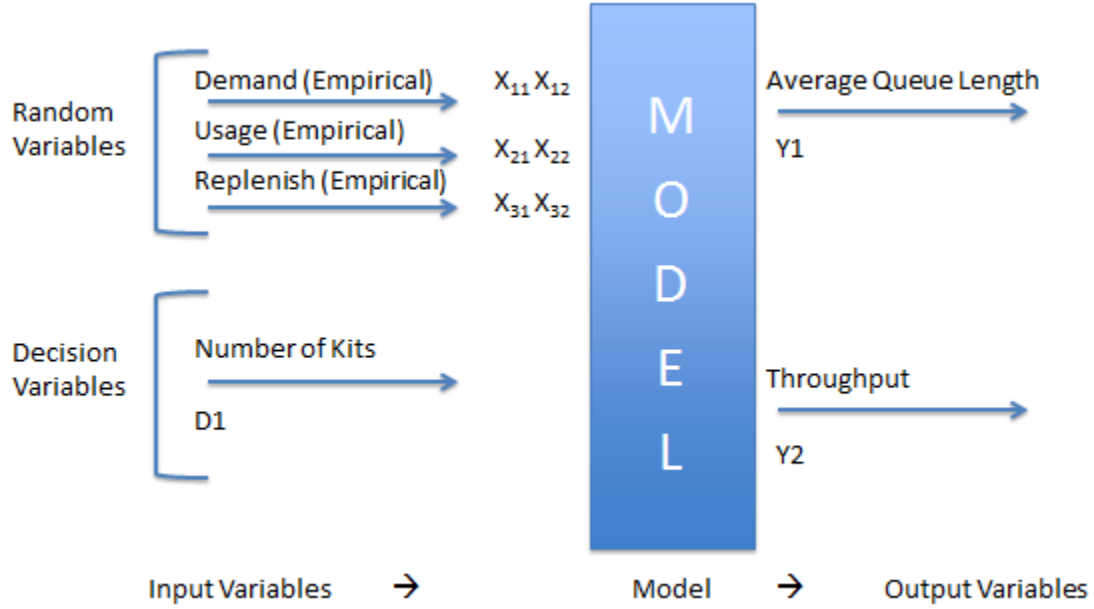 Random
Variables
Demand (Empirical)
X₁₁ X₁₂
Usage (Empirical)
X₂₁ X₂₂
Replenish (Empirical)
X₃₁ X₃₂
Decision
Variables
Number of Kits
D1
M
O
D
E
L
Average Queue Length
Y1
Throughput
Y2
Input Variables → Model → Output Variables